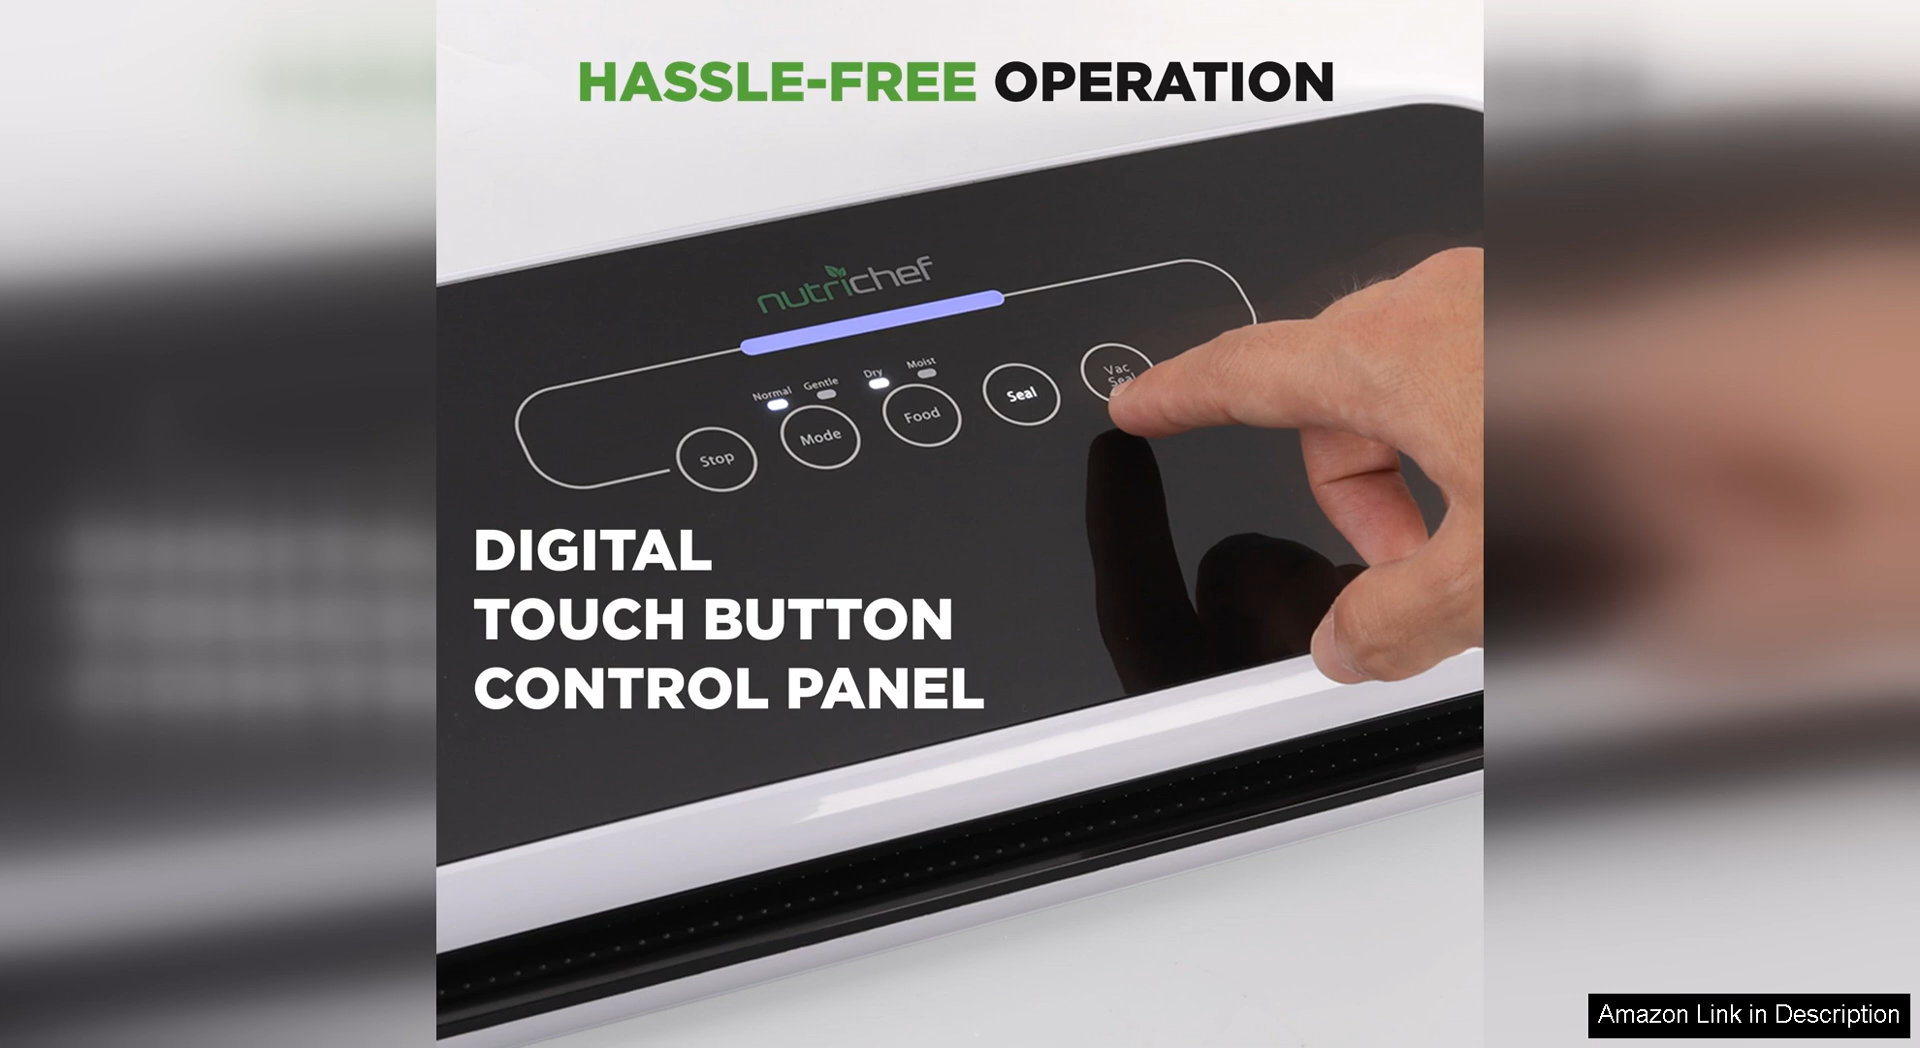 HASSLE-FREE OPERATION
nutrichef
Normal Gentle Dry Moist
Stop Mode Food Seal Vac
Seal
DIGITAL
TOUCH BUTTON
CONTROL PANEL
Amazon Link in Description